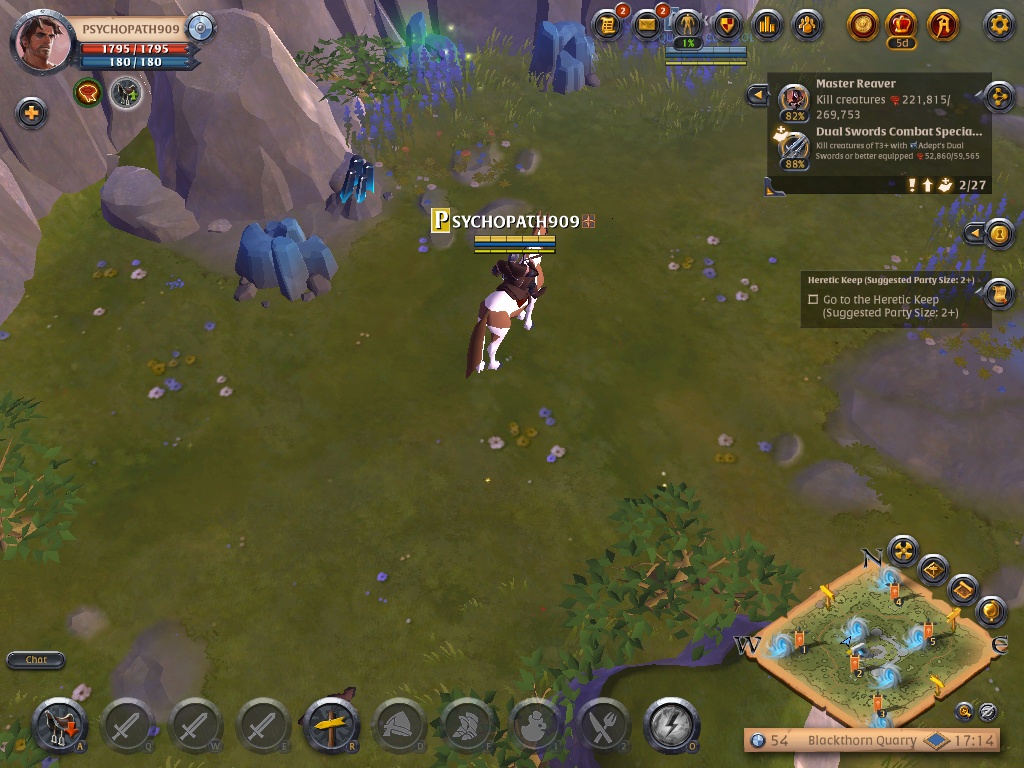 PSYCHOPATH909
1795 / 1795
180 / 180
2
2
1%
5d
Master Reaver
Kill creatures 221,815/
269,753
82%
Dual Swords Combat Specia...
Kill creatures of T3+ with Adept's Dual
Swords or better equipped 52,860/59,565
88%
2/27
PSYCHOPATH909
Heretic Keep (Suggested Party Size: 2+)
Go to the Heretic Keep
(Suggested Party Size: 2+)
N
W
E
4
1
5
2
3
Chat
A
Q
W
E
R
D
F
1
2
O
54 Blackthorn Quarry 17:14